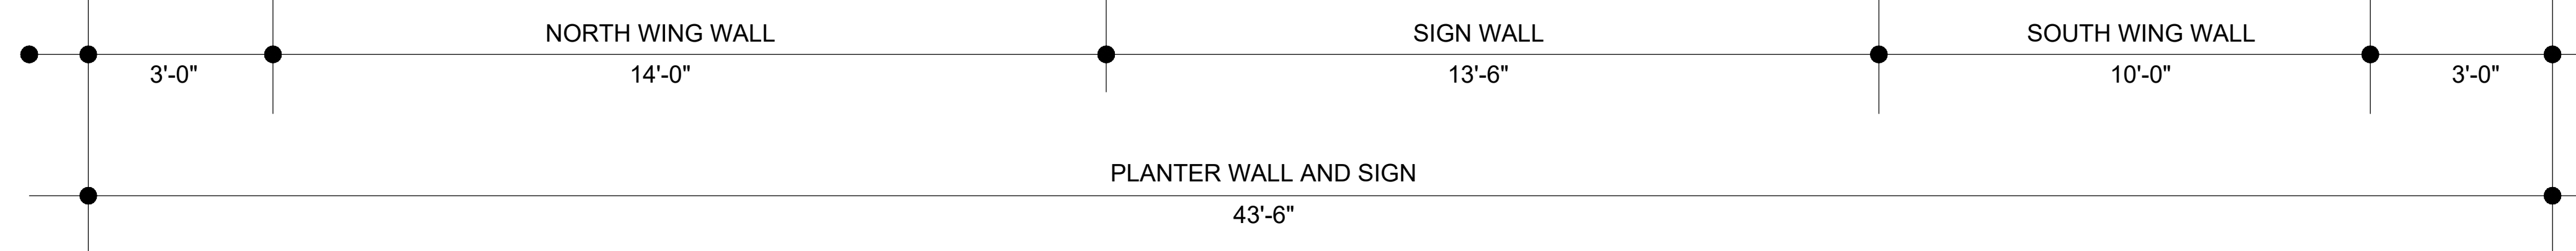 NORTH WING WALL
SIGN WALL
SOUTH WING WALL
3'-0"
14'-0"
13'-6"
10'-0"
3'-0"
PLANTER WALL AND SIGN
43'-6"